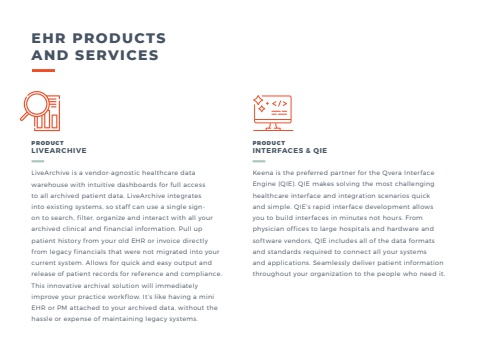 EHR PRODUCTS
AND SERVICES
</>
PRODUCT
LIVEARCHIVE
LiveArchive is a vendor-agnostic healthcare data
warehouse with intuitive dashboards for full access
to all archived patient data. LiveArchive integrates
into existing systems, so staff can use a single sign-
on to search, filter, organize and interact with all your
archived clinical and financial information. Pull up
patient history from your old EHR or invoice directly
from legacy financials that were not migrated into your
current system. Allows for quick and easy output and
release of patient records for reference and compliance.
This innovative archival solution will immediately
improve your practice workflow. It's like having a mini
EHR or PM attached to your archived data, without the
hassle or expense of maintaining legacy systems.
PRODUCT
INTERFACES & QIE
Keena is the preferred partner for the Qvera Interface
Engine (QIE). QIE makes solving the most challenging
healthcare interface and integration scenarios quick
and simple. QIE's rapid interface development allows
you to build interfaces in minutes not hours. From
physician offices to large hospitals and hardware and
software vendors, QIE includes all of the data formats
and standards required to connect all your systems
and applications. Seamlessly deliver patient information
throughout your organization to the people who need it.